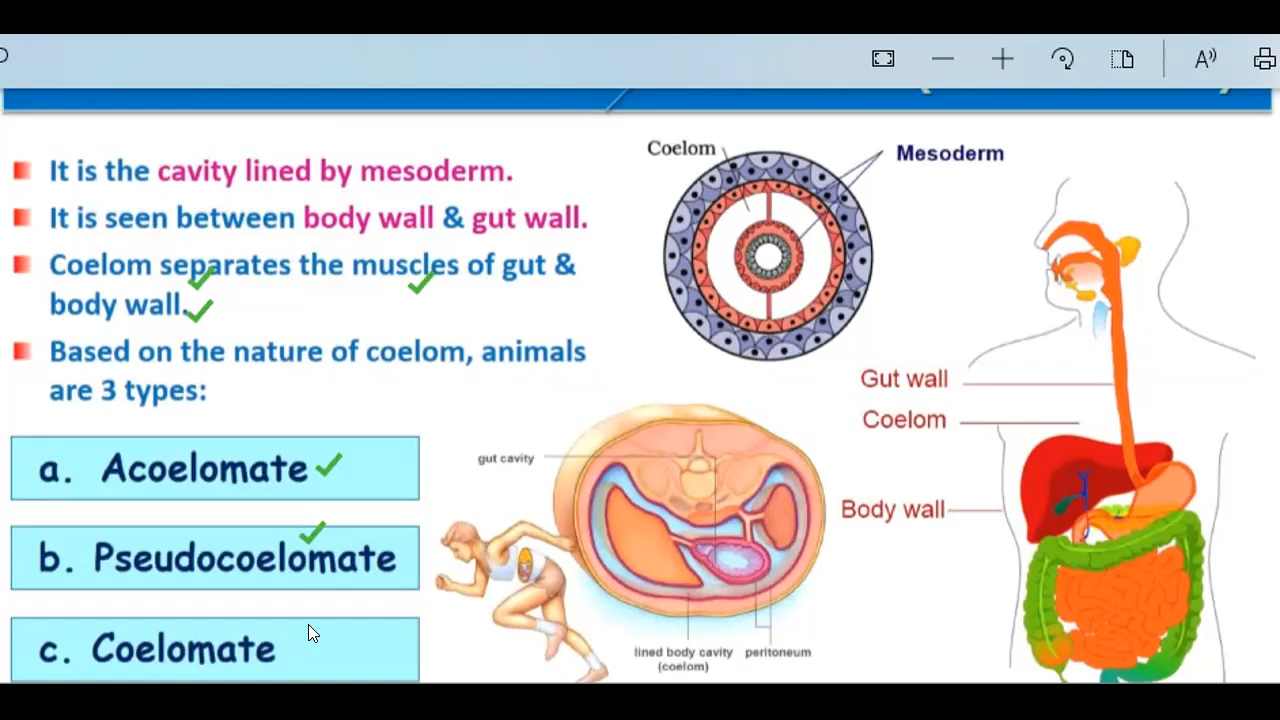 It is the cavity lined by mesoderm.
It is seen between body wall & gut wall.
Coelom separates the muscles of gut &
body wall.
Based on the nature of coelom, animals
are 3 types:
a. Acoelomate
b. Pseudocoelomate
c. Coelomate
Coelom
Mesoderm
gut cavity
lined body cavity
(coelom)
peritoneum
Gut wall
Coelom
Body wall